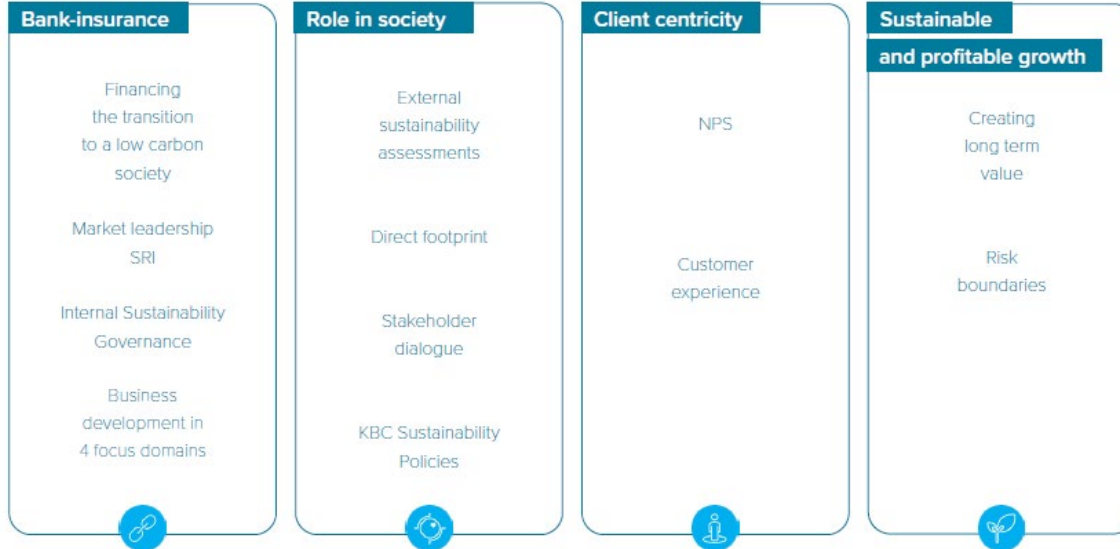 Bank-insurance
Financing
the transition
to a low carbon
society
Market leadership
SRI
Internal Sustainability
Governance
Business
development in
4 focus domains
Role in society
External
sustainability
assessments
Direct footprint
Stakeholder
dialogue
KBC Sustainability
Policies
Client centricity
NPS
Customer
experience
Sustainable
and profitable growth
Creating
long term
value
Risk
boundaries